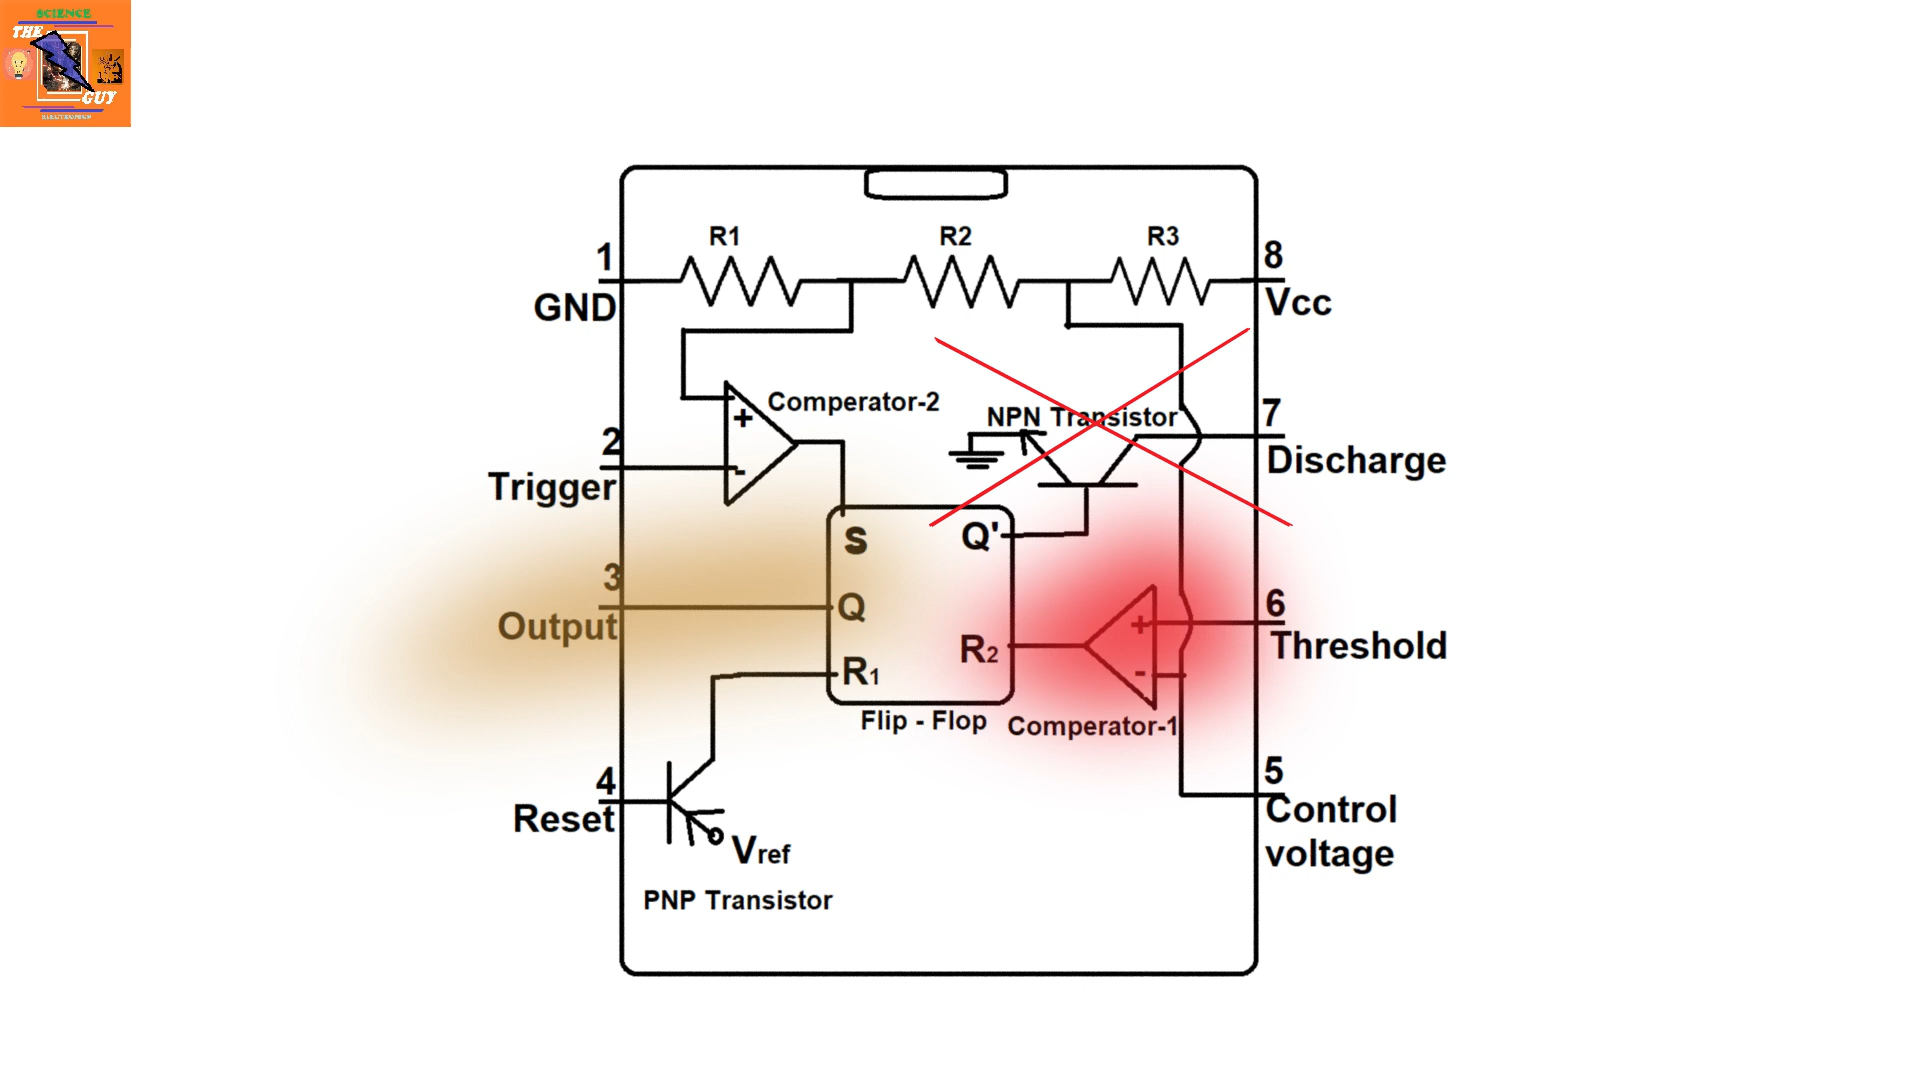 SCIENCE
THE
GUY
ELECTRONICS
R1
R2
R3
1
GND
8
Vcc
Comperator-2
+
-
NPN Transistor
7
Discharge
2
Trigger
S
Q'
3
Output
Q
6
Threshold
+
-
R2
R1
Flip - Flop
Comperator-1
4
Reset
5
Control
voltage
Vref
PNP Transistor